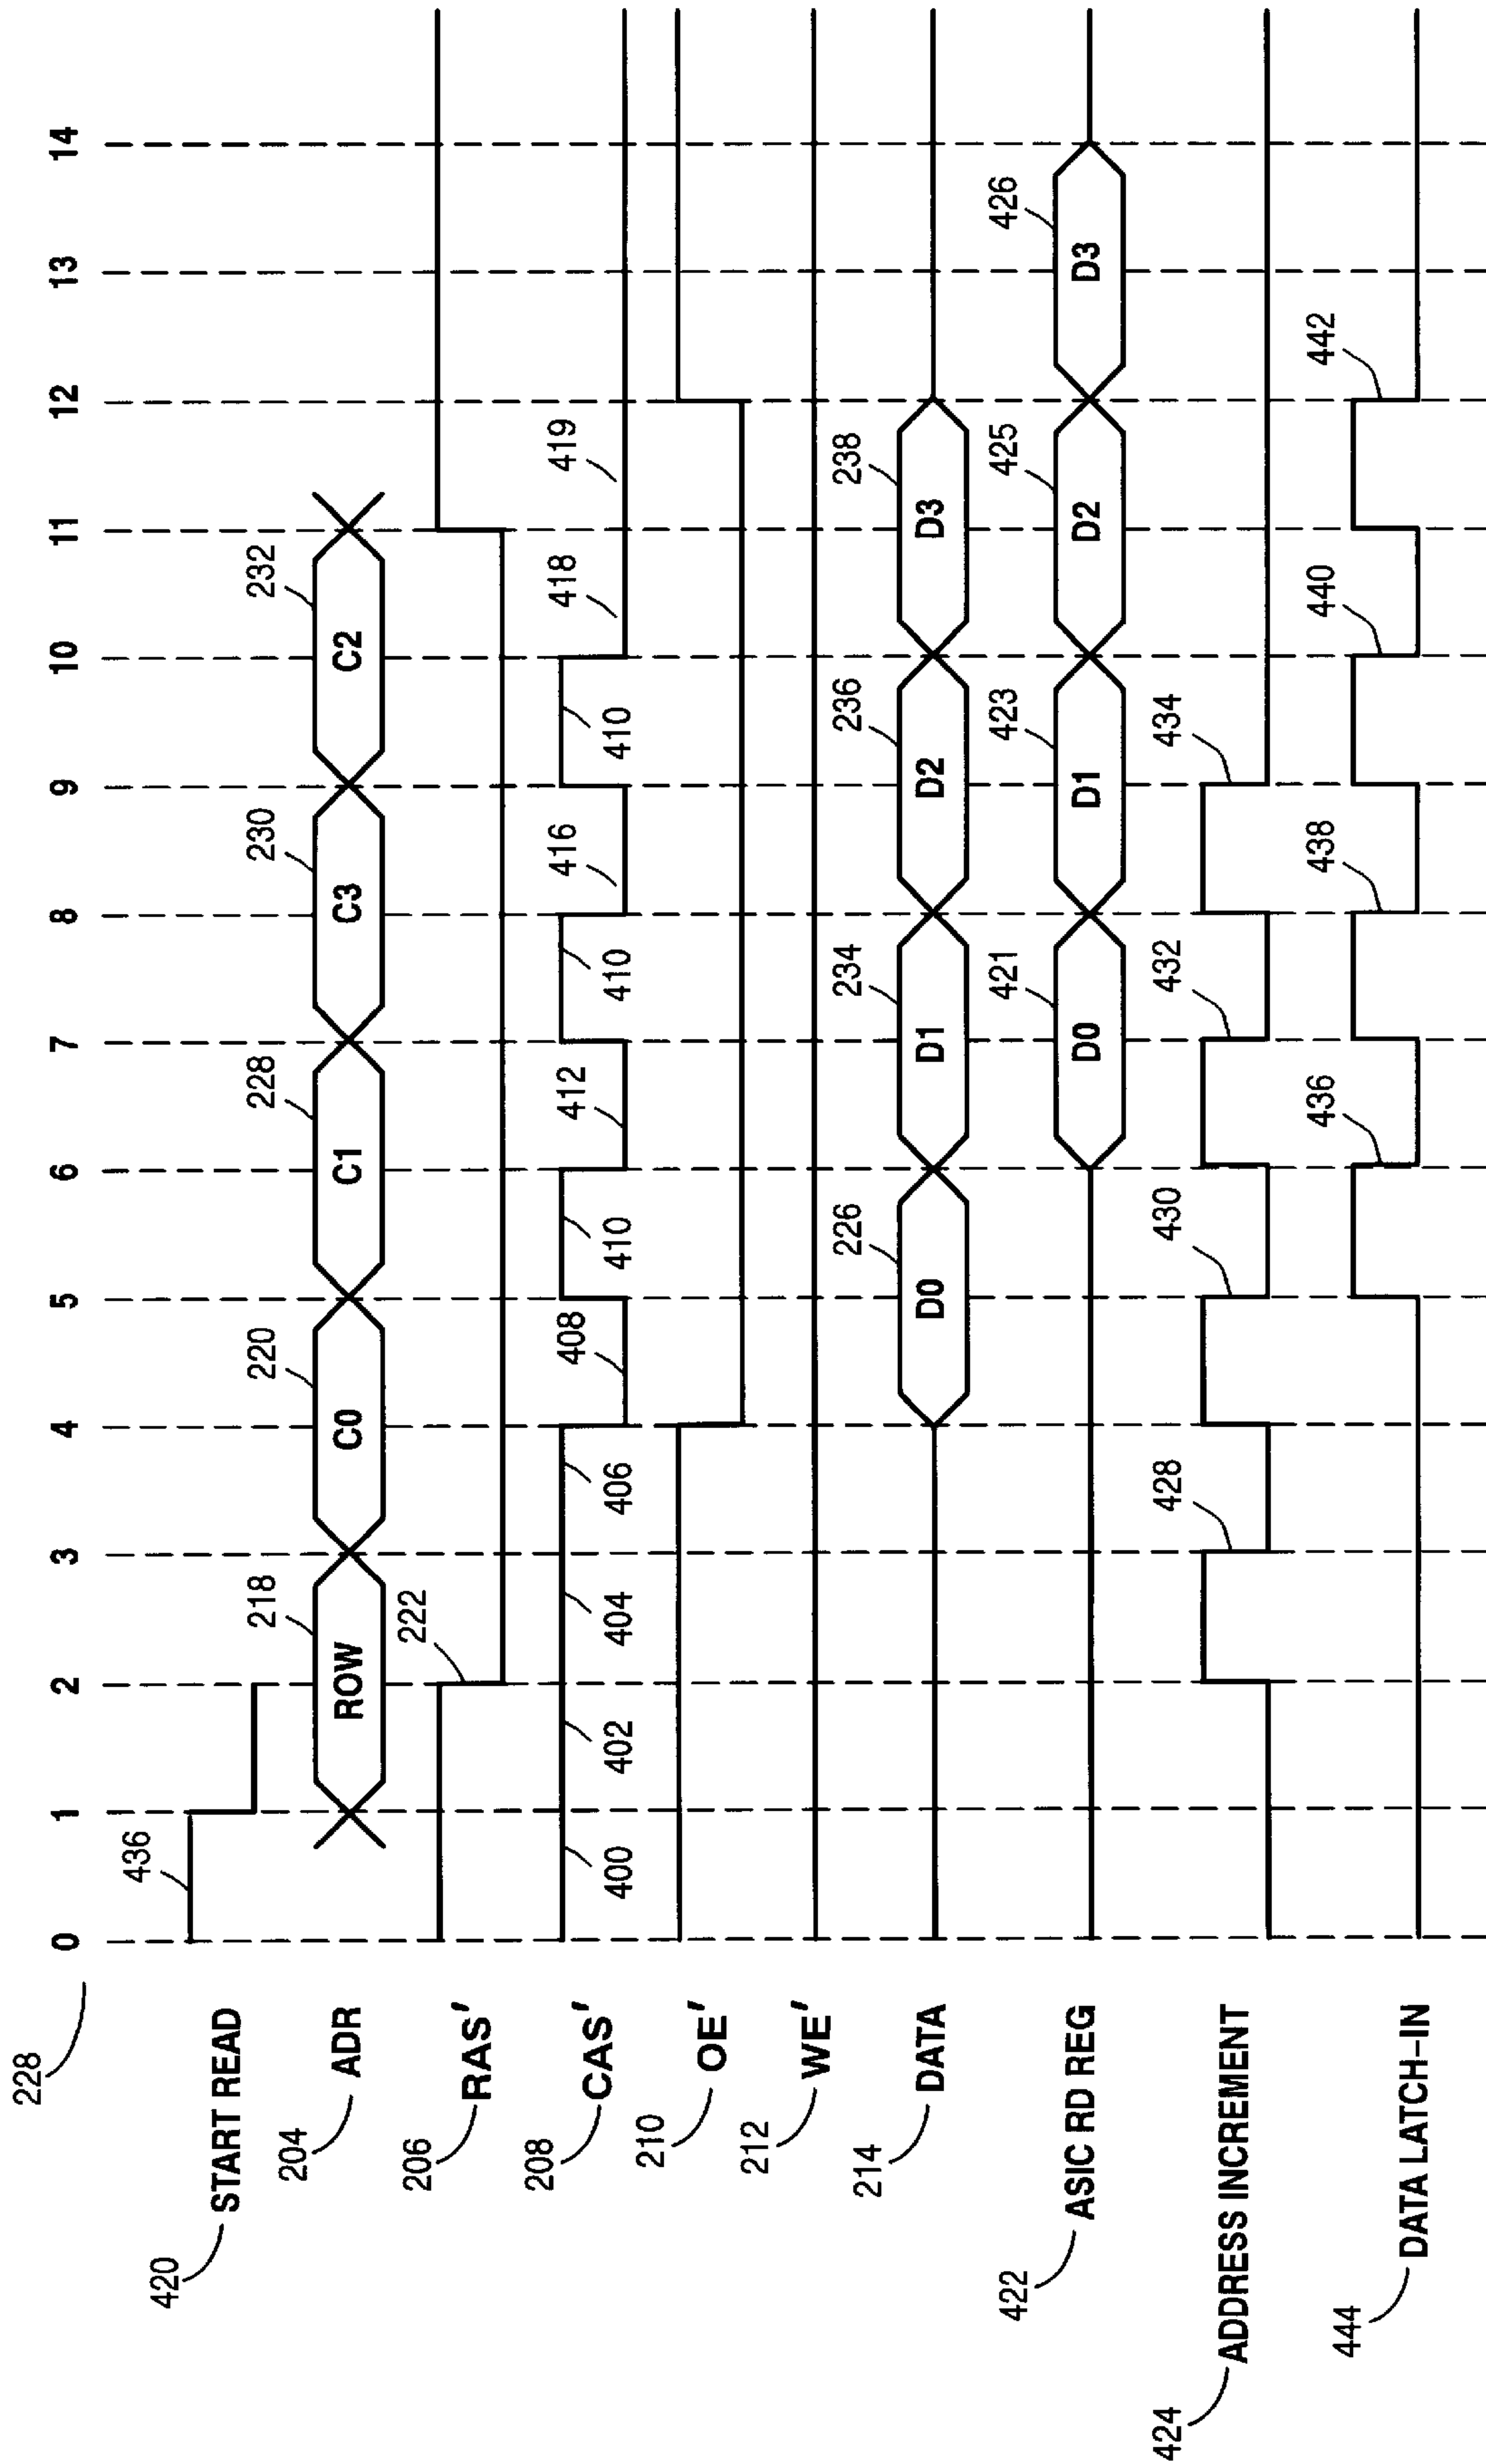 228
0 1 2 3 4 5 6 7 8 9 10 11 12 13 14
420 START READ
436
204 ADR
218 220 228 230 232
ROW C0 C1 C3 C2
206 RAS'
222
208 CAS'
400 402 404 406 408 410 412 410 416 410 418 419
210 OE'
212 WE'
214 DATA
226 234 236 238
D0 D1 D2 D3
422 ASIC RD REG
421 423 425 426
D0 D1 D2 D3
424 ADDRESS INCREMENT
428 430 432 434
444 DATA LATCH-IN
436 438 440 442